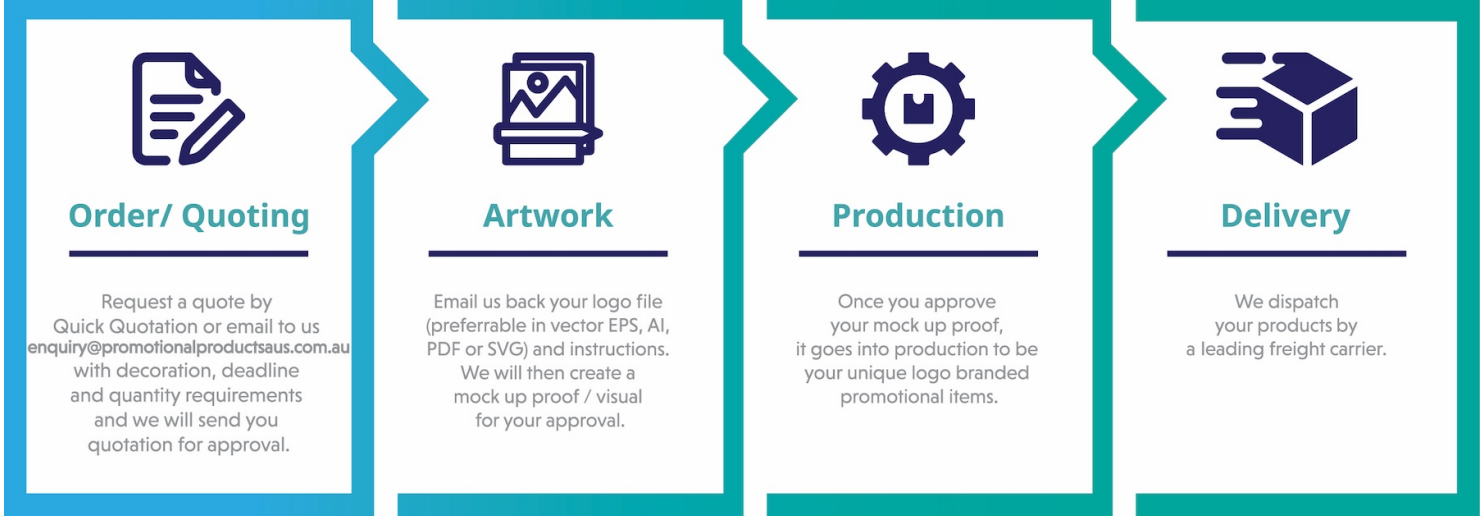 Order/ Quoting
Request a quote by
Quick Quotation or email to us
enquiry@promotionalproductsaus.com.au
with decoration, deadline
and quantity requirements
and we will send you
quotation for approval.
Artwork
Email us back your logo file
(preferrable in vector EPS, AI,
PDF or SVG) and instructions.
We will then create a
mock up proof / visual
for your approval.
Production
Once you approve
your mock up proof,
it goes into production to be
your unique logo branded
promotional items.
Delivery
We dispatch
your products by
a leading freight carrier.